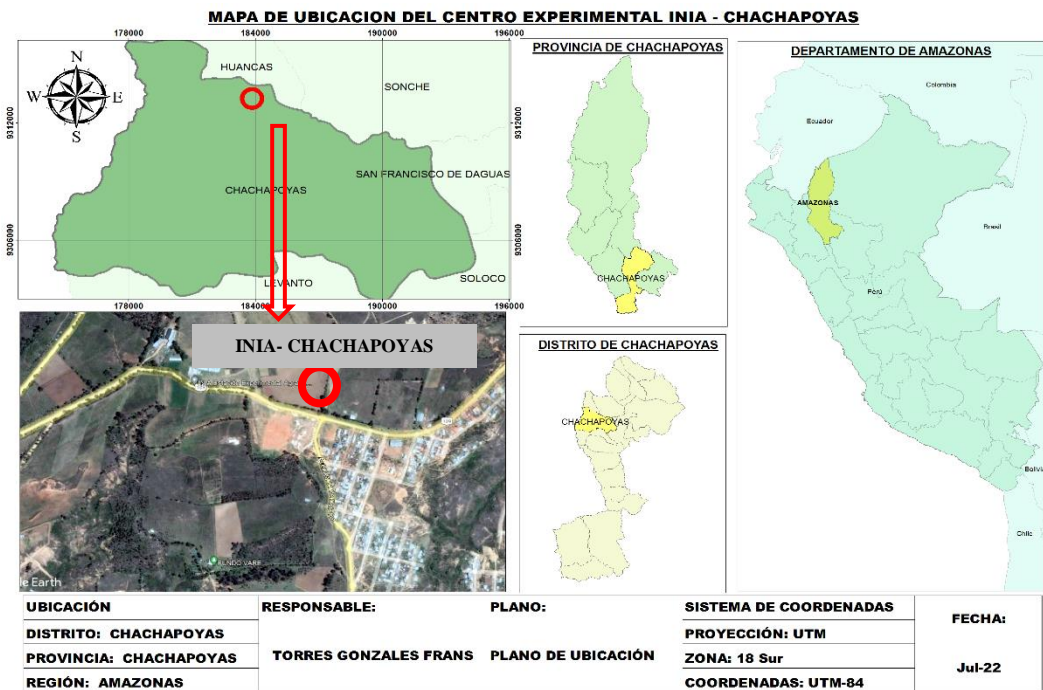 MAPA DE UBICACION DEL CENTRO EXPERIMENTAL INIA - CHACHAPOYAS
178000 184000 190000 196000
N
W E
S
HUANCAS
SONCHE
9312000
9312000
SAN FRANCISCO DE DAGUAS
CHACHAPOYAS
9306000
9306000
SOLOCO
LEVANTO
178000 184000 190000 196000
INIA- CHACHAPOYAS
FUNDO VARE
le Earth
PROVINCIA DE CHACHAPOYAS
CHACHAPOYAS
DISTRITO DE CHACHAPOYAS
CHACHAPOYAS
DEPARTAMENTO DE AMAZONAS
Colombia
Ecuador
AMAZONAS
Brasil
Perú
Bolivia
Chile
UBICACIÓN
DISTRITO: CHACHAPOYAS
PROVINCIA: CHACHAPOYAS
REGIÓN: AMAZONAS
RESPONSABLE:
TORRES GONZALES FRANS
PLANO:
PLANO DE UBICACIÓN
SISTEMA DE COORDENADAS
PROYECCIÓN: UTM
ZONA: 18 Sur
COORDENADAS: UTM-84
FECHA:
Jul-22